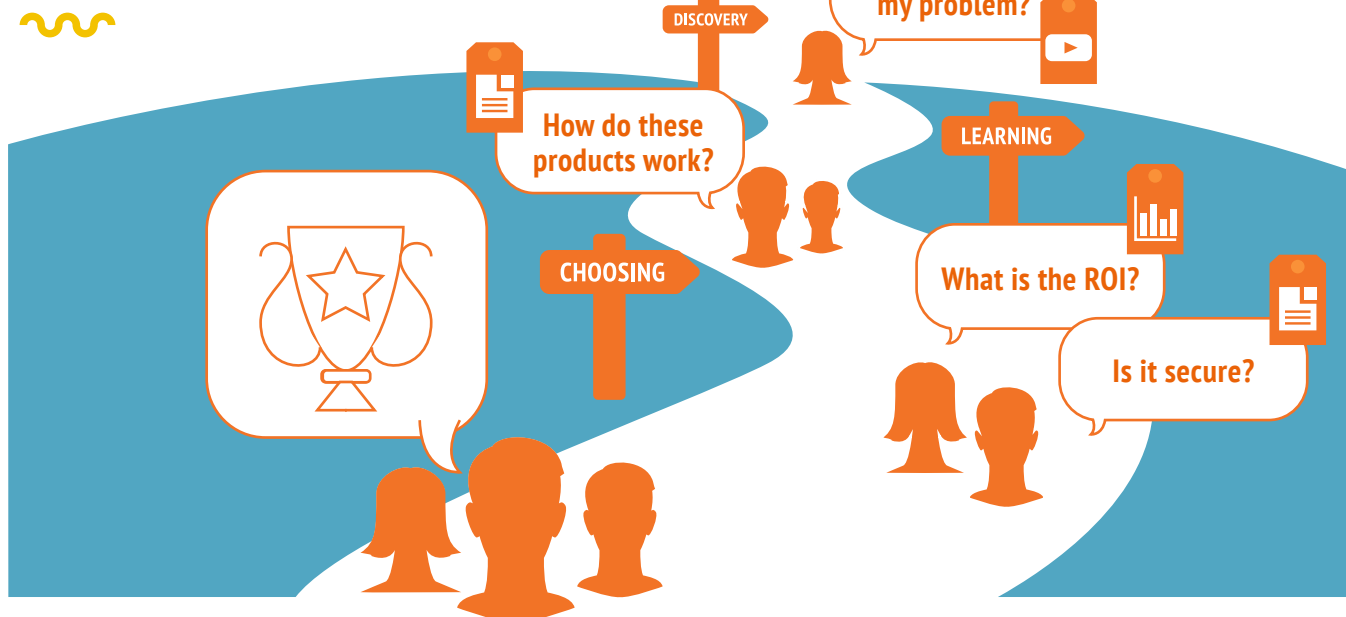 my problem?
DISCOVERY
How do these
products work?
LEARNING
CHOOSING
What is the ROI?
Is it secure?